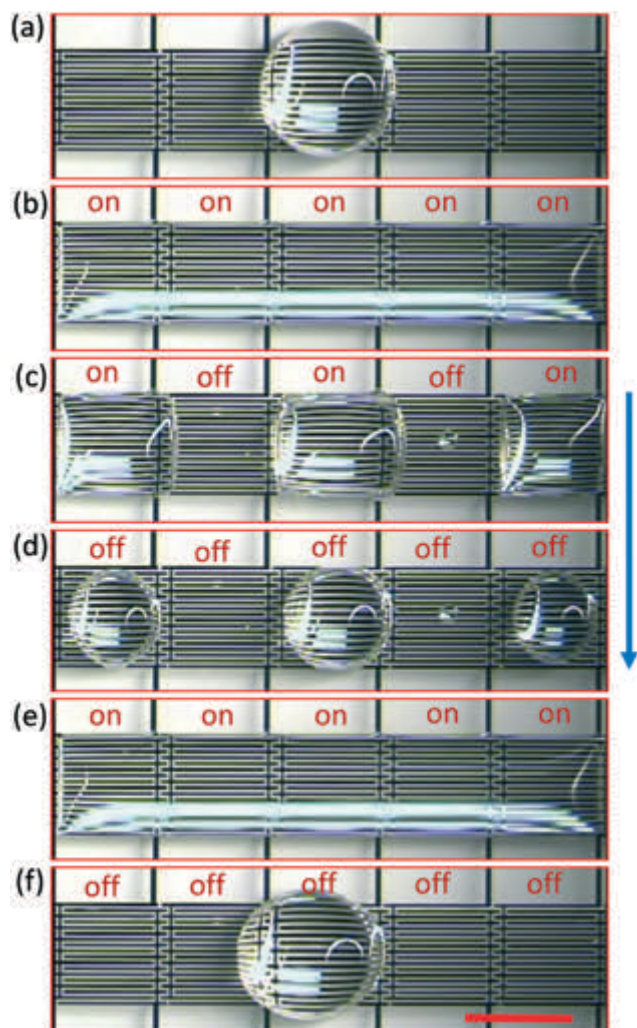 (a)
(b) on on on on on
(c) on off on off on
(d) off off off off off
(e) on on on on on
(f) off off off off off